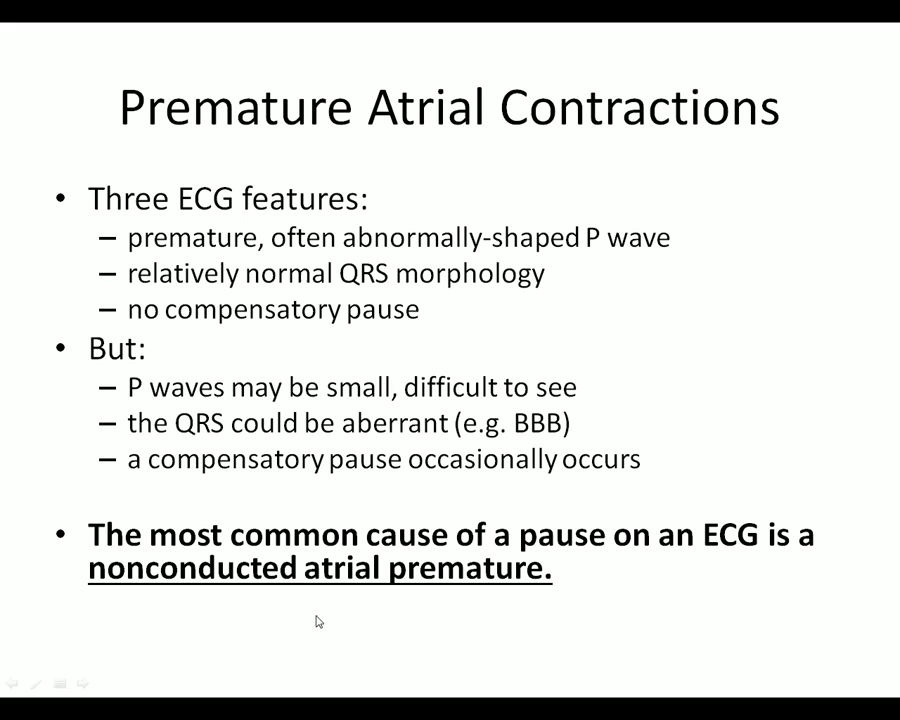 Premature Atrial Contractions
• Three ECG features:
– premature, often abnormally-shaped P wave
– relatively normal QRS morphology
– no compensatory pause
• But:
– P waves may be small, difficult to see
– the QRS could be aberrant (e.g. BBB)
– a compensatory pause occasionally occurs
• The most common cause of a pause on an ECG is a
nonconducted atrial premature.